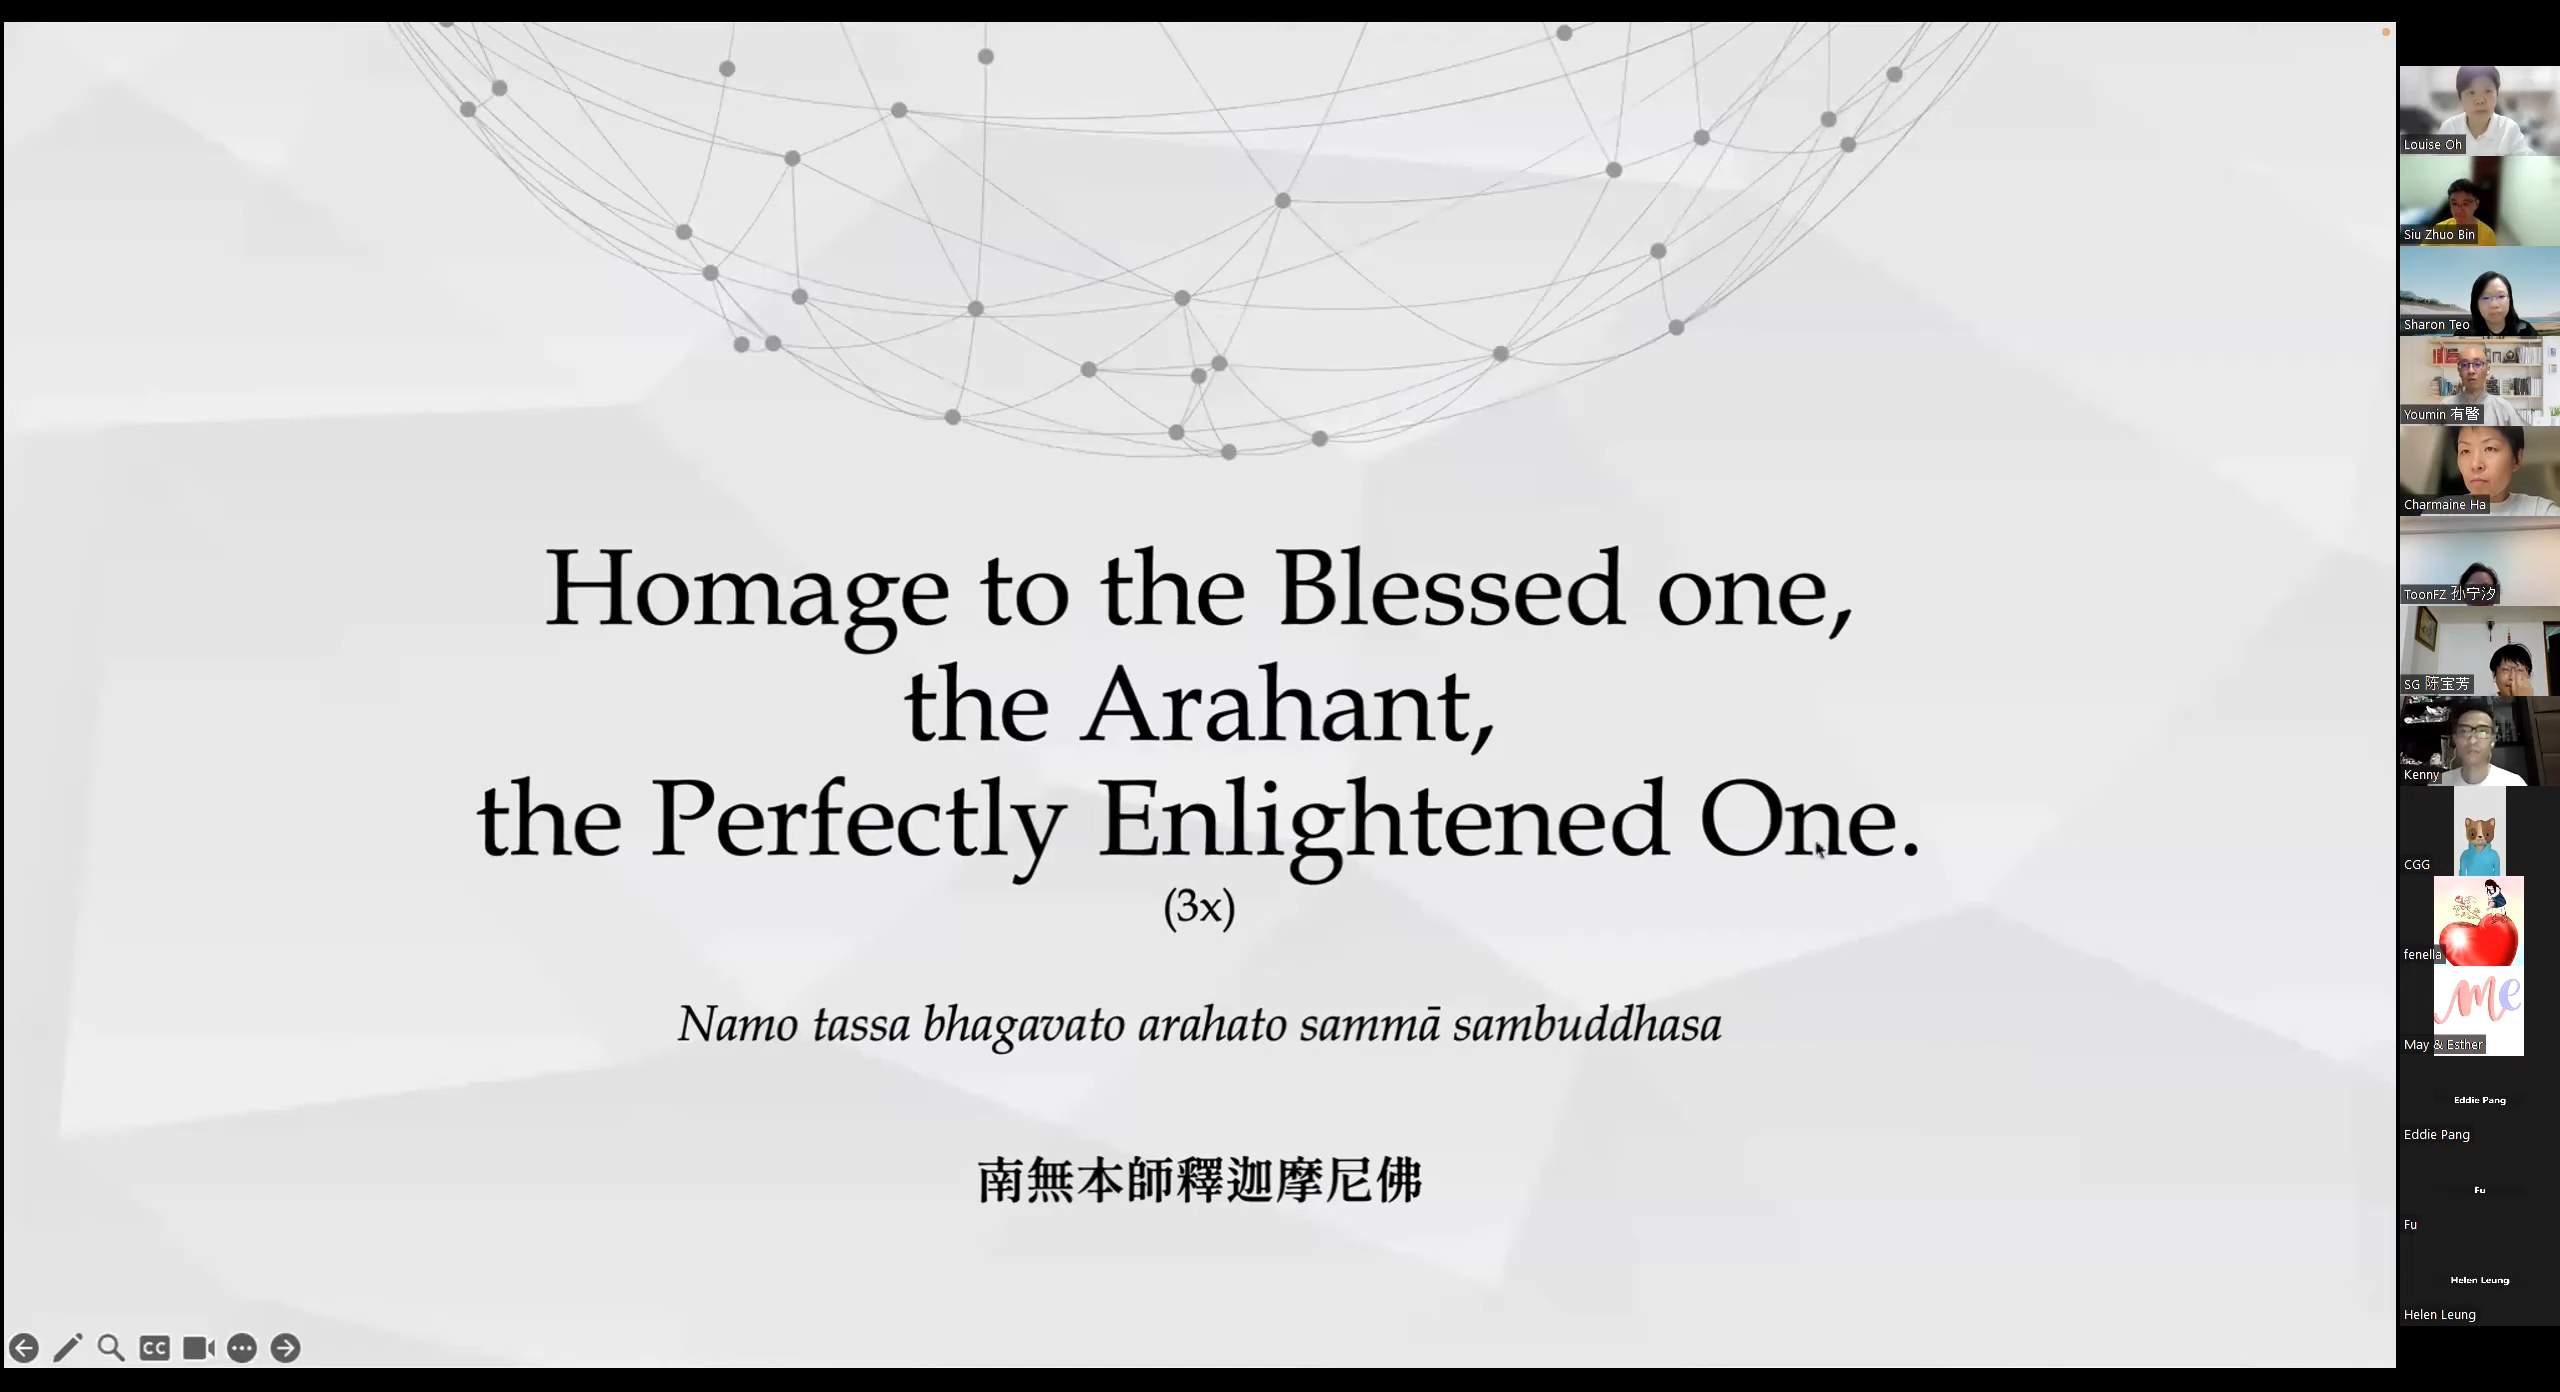 Homage to the Blessed one,
the Arahant,
the Perfectly Enlightened One.
(3x)
Namo tassa bhagavato arahato sammā sambuddhasa
南無本師釋迦摩尼佛
CC
Louise Oh
Siu Zhuo Bin
Sharon Teo
Youmin 有暋
Charmaine Ha
ToonFZ 孙宁汐
SG 陈宝芳
Kenny
CGG
fenella
me
May & Esther
Eddie Pang
Eddie Pang
Fu
Fu
Helen Leung
Helen Leung